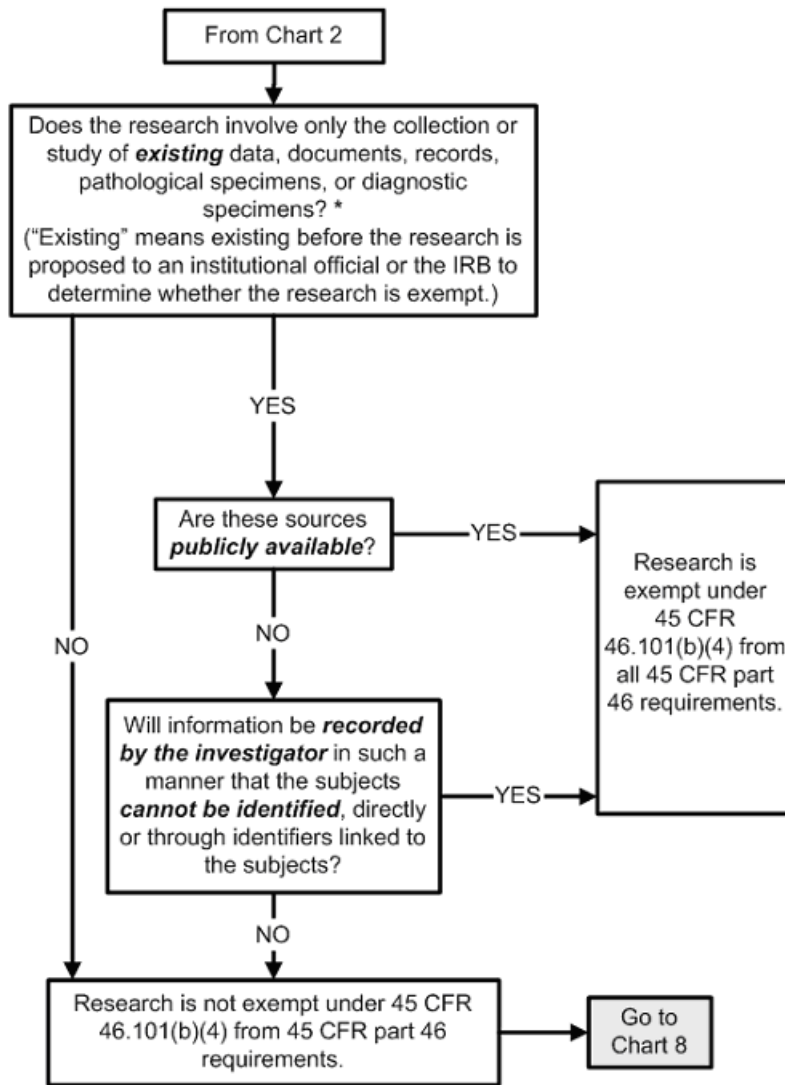 From Chart 2
Does the research involve only the collection or
study of existing data, documents, records,
pathological specimens, or diagnostic
specimens? *
(“Existing” means existing before the research is
proposed to an institutional official or the IRB to
determine whether the research is exempt.)
YES
Are these sources
publicly available?
YES
Research is
exempt under
45 CFR
46.101(b)(4) from
all 45 CFR part
46 requirements.
NO
NO
Will information be recorded
by the investigator in such a
manner that the subjects
cannot be identified, directly
or through identifiers linked to
the subjects?
YES
NO
Research is not exempt under 45 CFR
46.101(b)(4) from 45 CFR part 46
requirements.
Go to
Chart 8